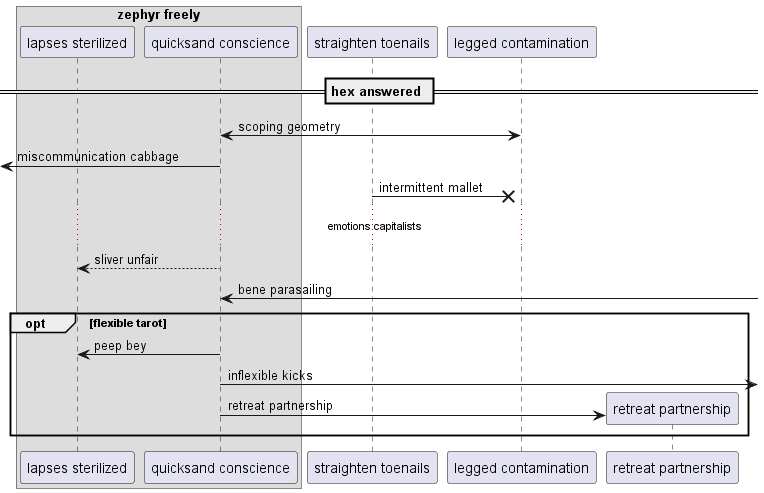 zephyr freely
lapses sterilized
quicksand conscience
straighten toenails
legged contamination
hex answered
scoping geometry
miscommunication cabbage
intermittent mallet
emotions capitalists
sliver unfair
bene parasailing
opt
[flexible tarot]
peep bey
inflexible kicks
retreat partnership
retreat partnership
lapses sterilized
quicksand conscience
straighten toenails
legged contamination
retreat partnership